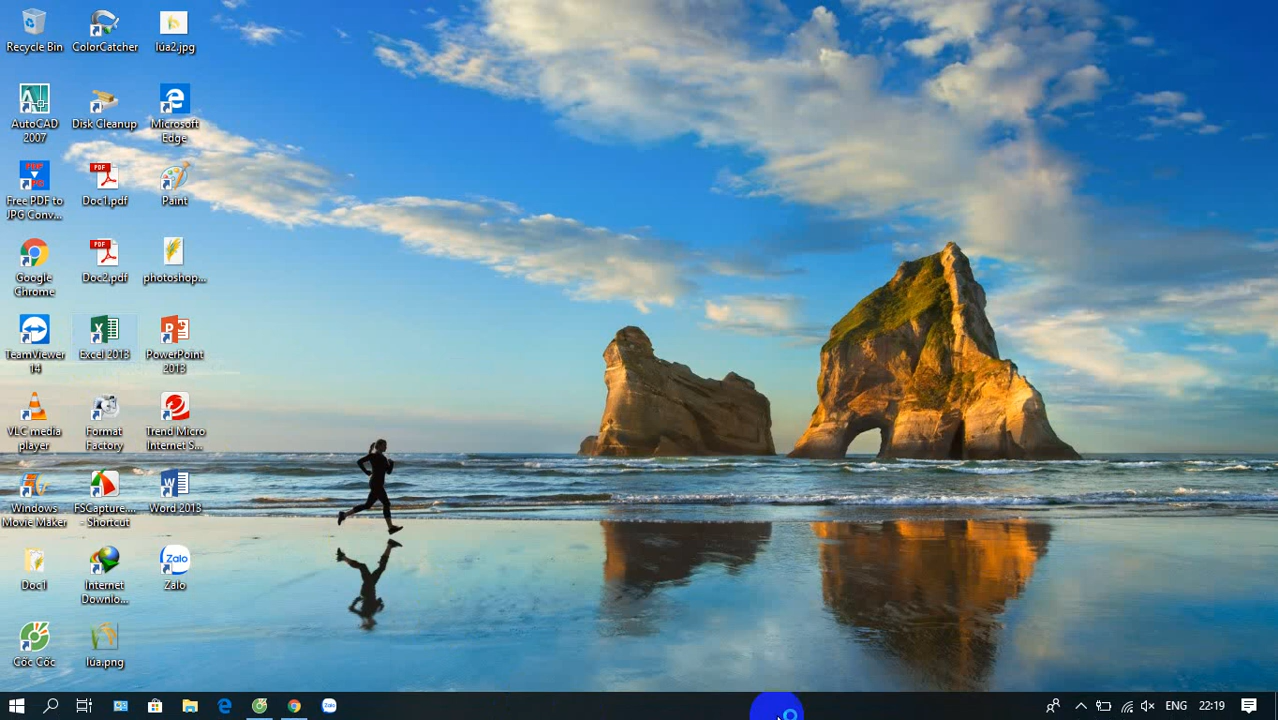 Recycle Bin
ColorCatcher
lúa2.jpg
AutoCAD
2007
Disk Cleanup
Microsoft
Edge
Free PDF to
JPG Conv...
Doc1.pdf
Paint
Google
Chrome
Doc2.pdf
photoshop...
TeamViewer
14
Excel 2013
PowerPoint
2013
VLC media
player
Format
Factory
Trend Micro
Internet S...
Windows
Movie Maker
FSCapture....
- Shortcut
Word 2013
Doc1
Internet
Downlo...
Zalo
Cốc Cốc
lúa.png
ENG
22:19